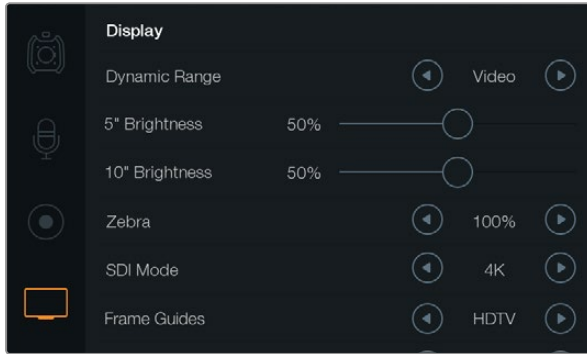 Display
Dynamic Range Video
5" Brightness 50%
10" Brightness 50%
Zebra 100%
SDI Mode 4K
Frame Guides HDTV